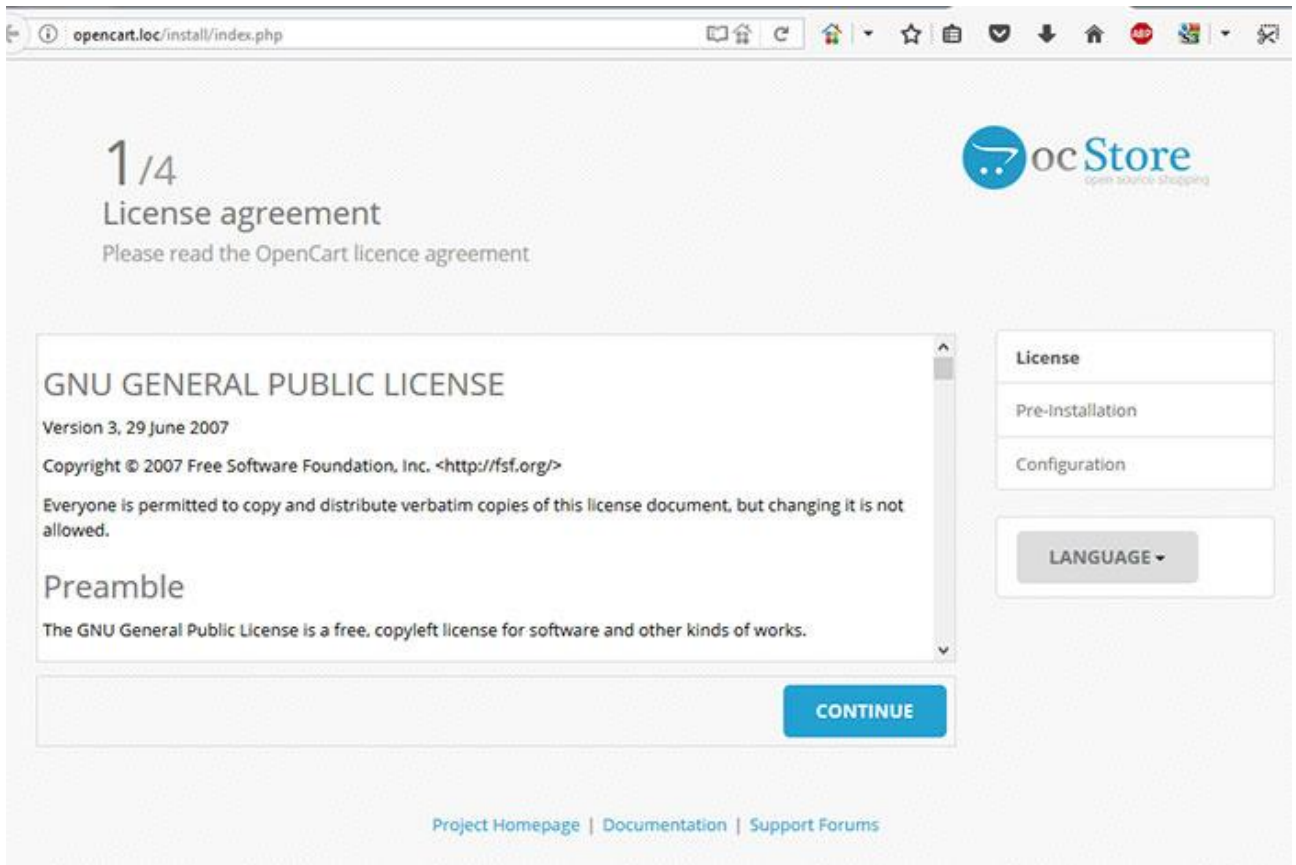 opencart.loc/install/index.php
ABP
1/4
License agreement
Please read the OpenCart licence agreement
oc Store
open source shopping
GNU GENERAL PUBLIC LICENSE
Version 3, 29 June 2007
Copyright © 2007 Free Software Foundation, Inc. <http://fsf.org/>
Everyone is permitted to copy and distribute verbatim copies of this license document, but changing it is not
allowed.
Preamble
The GNU General Public License is a free, copyleft license for software and other kinds of works.
CONTINUE
License
Pre-Installation
Configuration
LANGUAGE
Project Homepage | Documentation | Support Forums